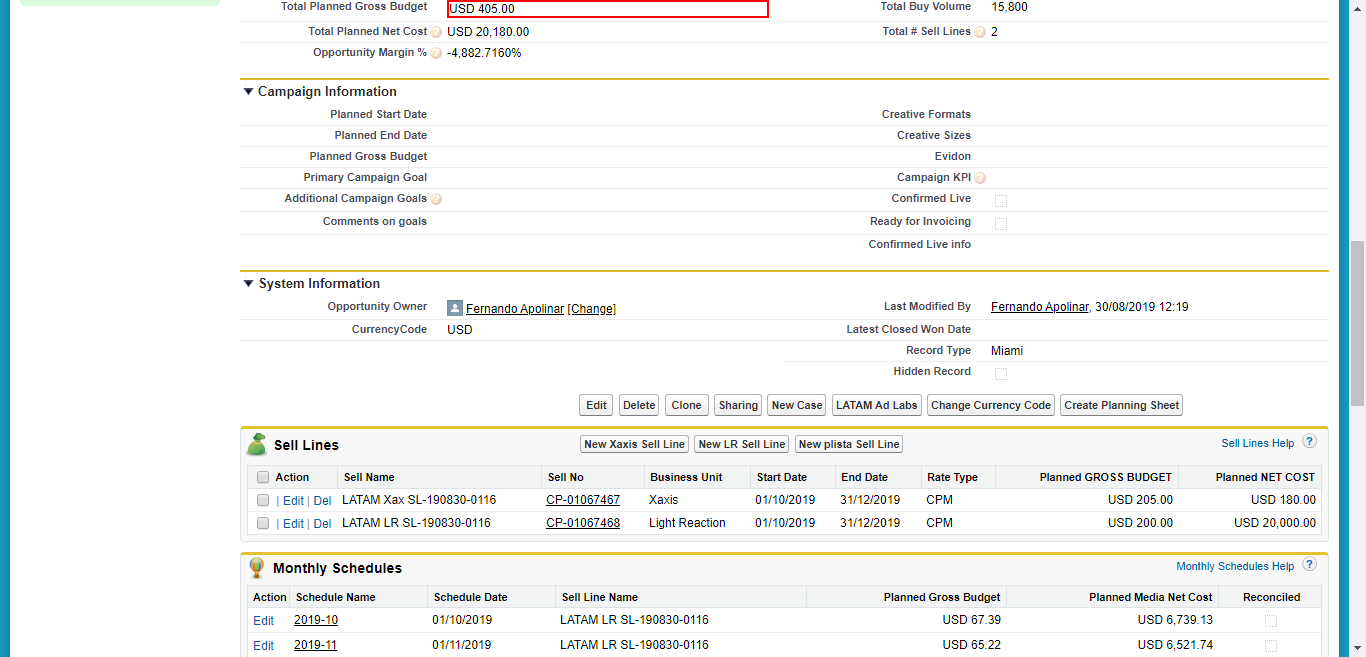 Total Planned Gross Budget USD 405.00 Total Buy Volume 15,800
Total Planned Net Cost ? USD 20,180.00 Total # Sell Lines ? 2
Opportunity Margin % ? -4,882.7160%
Campaign Information
Planned Start Date Creative Formats
Planned End Date Creative Sizes
Planned Gross Budget Evidon
Primary Campaign Goal Campaign KPI ?
Additional Campaign Goals ? Confirmed Live
Comments on goals Ready for Invoicing
Confirmed Live info
System Information
Opportunity Owner Fernando Apolinar [Change] Last Modified By Fernando Apolinar, 30/08/2019 12:19
CurrencyCode USD Latest Closed Won Date
Record Type Miami
Hidden Record
Edit Delete Clone Sharing New Case LATAM Ad Labs Change Currency Code Create Planning Sheet
Sell Lines New Xaxis Sell Line New LR Sell Line New plista Sell Line Sell Lines Help ?
Action Sell Name Sell No Business Unit Start Date End Date Rate Type Planned GROSS BUDGET Planned NET COST
| Edit | Del LATAM Xax SL-190830-0116 CP-01067467 Xaxis 01/10/2019 31/12/2019 CPM USD 205.00 USD 180.00
| Edit | Del LATAM LR SL-190830-0116 CP-01067468 Light Reaction 01/10/2019 31/12/2019 CPM USD 200.00 USD 20,000.00
Monthly Schedules Monthly Schedules Help ?
Action Schedule Name Schedule Date Sell Line Name Planned Gross Budget Planned Media Net Cost Reconciled
Edit 2019-10 01/10/2019 LATAM LR SL-190830-0116 USD 67.39 USD 6,739.13
Edit 2019-11 01/11/2019 LATAM LR SL-190830-0116 USD 65.22 USD 6,521.74